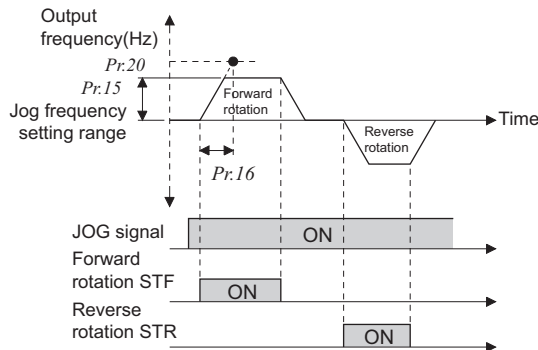 Output
frequency(Hz)
Pr.20
Pr.15
Forward
rotation
Jog frequency
setting range
Time
Reverse
rotation
Pr.16
JOG signal
ON
Forward
rotation STF
ON
Reverse
rotation STR
ON